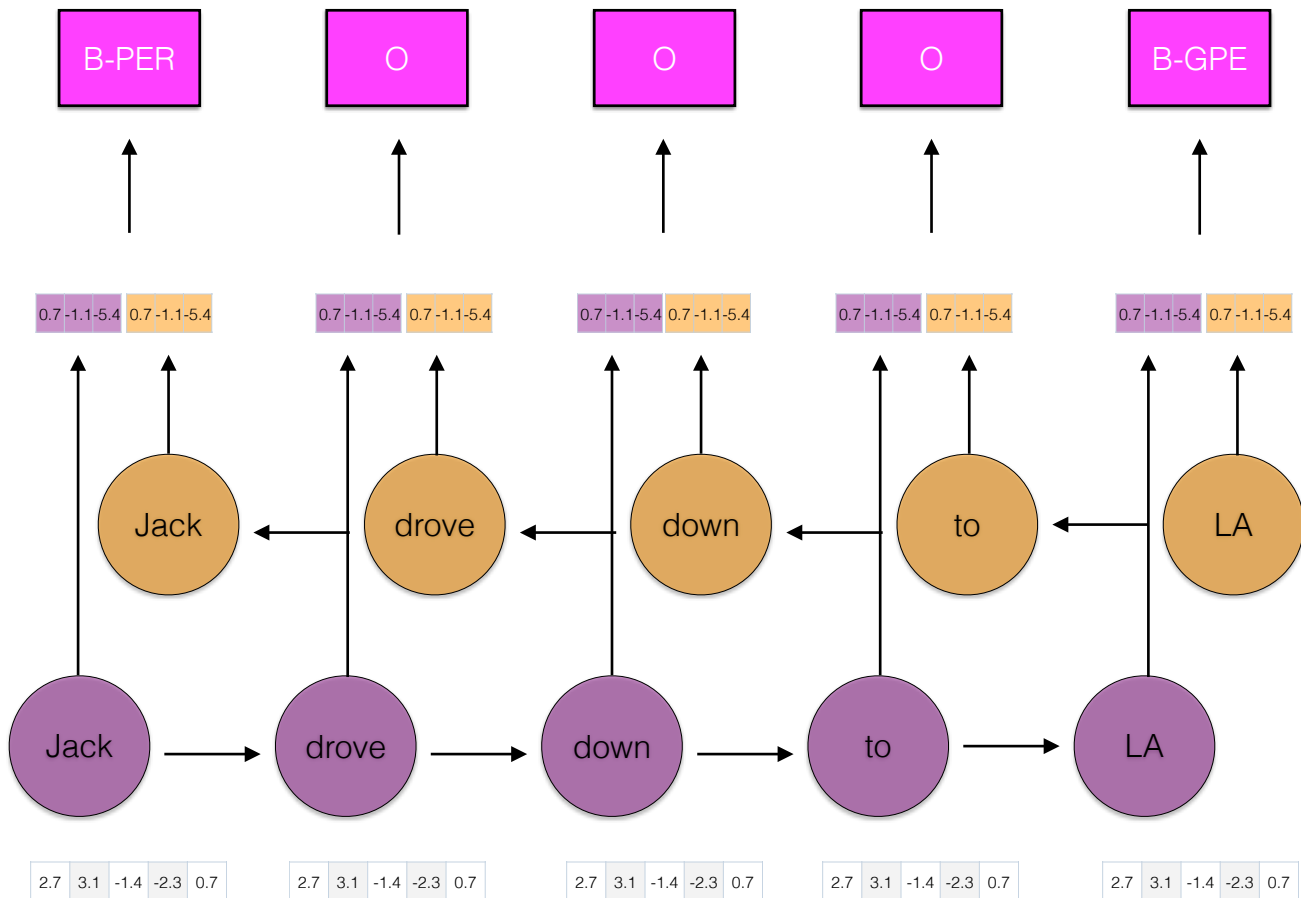 B-PER O O O B-GPE
0.7 -1.1 -5.4 0.7 -1.1 -5.4 0.7 -1.1 -5.4 0.7 -1.1 -5.4 0.7 -1.1 -5.4 0.7 -1.1 -5.4 0.7 -1.1 -5.4 0.7 -1.1 -5.4 0.7 -1.1 -5.4 0.7 -1.1 -5.4
Jack drove down to LA
Jack drove down to LA
2.7 3.1 -1.4 -2.3 0.7 2.7 3.1 -1.4 -2.3 0.7 2.7 3.1 -1.4 -2.3 0.7 2.7 3.1 -1.4 -2.3 0.7 2.7 3.1 -1.4 -2.3 0.7